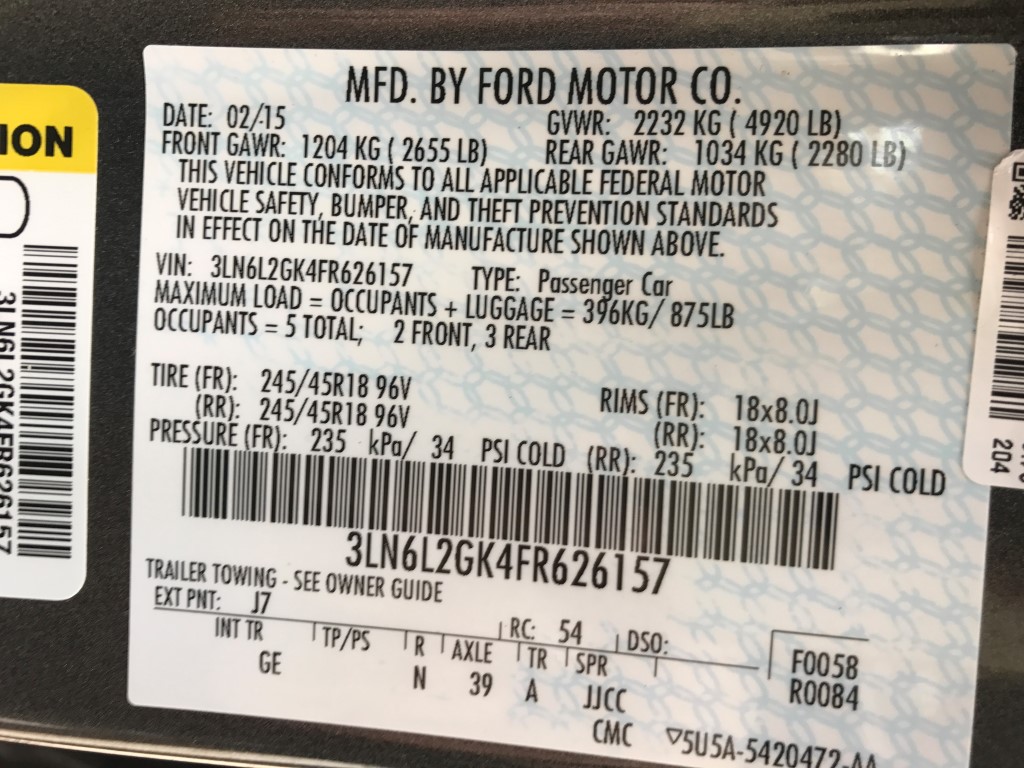 MFD. BY FORD MOTOR CO.
DATE: 02/-15 GVWR: 2232 KG ( 4920 LB)
FRONT GAWR: 1204 KG ( 2655 LB) REAR GAWR: 1034 KG ( 2280 LB)
THIS VEHICLE CONFORMS TO ALL APPLICABLE FEDERAL MOTOR
VEHICLE SAFETY, BUMPER, AND THEFT PREVENTION STANDARDS
IN EFFECT ON THE DATE OF MANUFACTURE SHOWN ABOVE.
VIN: 3LN6L2GK4FR626157 TYPE: Passenger Car
MAXIMUM LOAD = OCCUPANTS + LUGGAGE = 396KG/ 875LB
OCCUPANTS = 5 TOTAL; 2 FRONT, 3 REAR
TIRE (FR): 245/45R18 96V RIMS (FR): 18x8.0J
(RR): 245/45R18 96V (RR): 18x8.0J
PRESSURE (FR): 235 kPa/ 34 PSI COLD (RR): 235 kPa/ 34 PSI COLD
3LN6L2GK4FR626157
TRAILER TOWING - SEE OWNER GUIDE
EXT PNT: J7 RC: 54 DSO:
INT TR TP/PS R AXLE TR SPR F0058
GE N 39 A JJCC R0084
CMC ▽5U5A-5420472-AA
ION
3LN6L2GK4FR626157
204